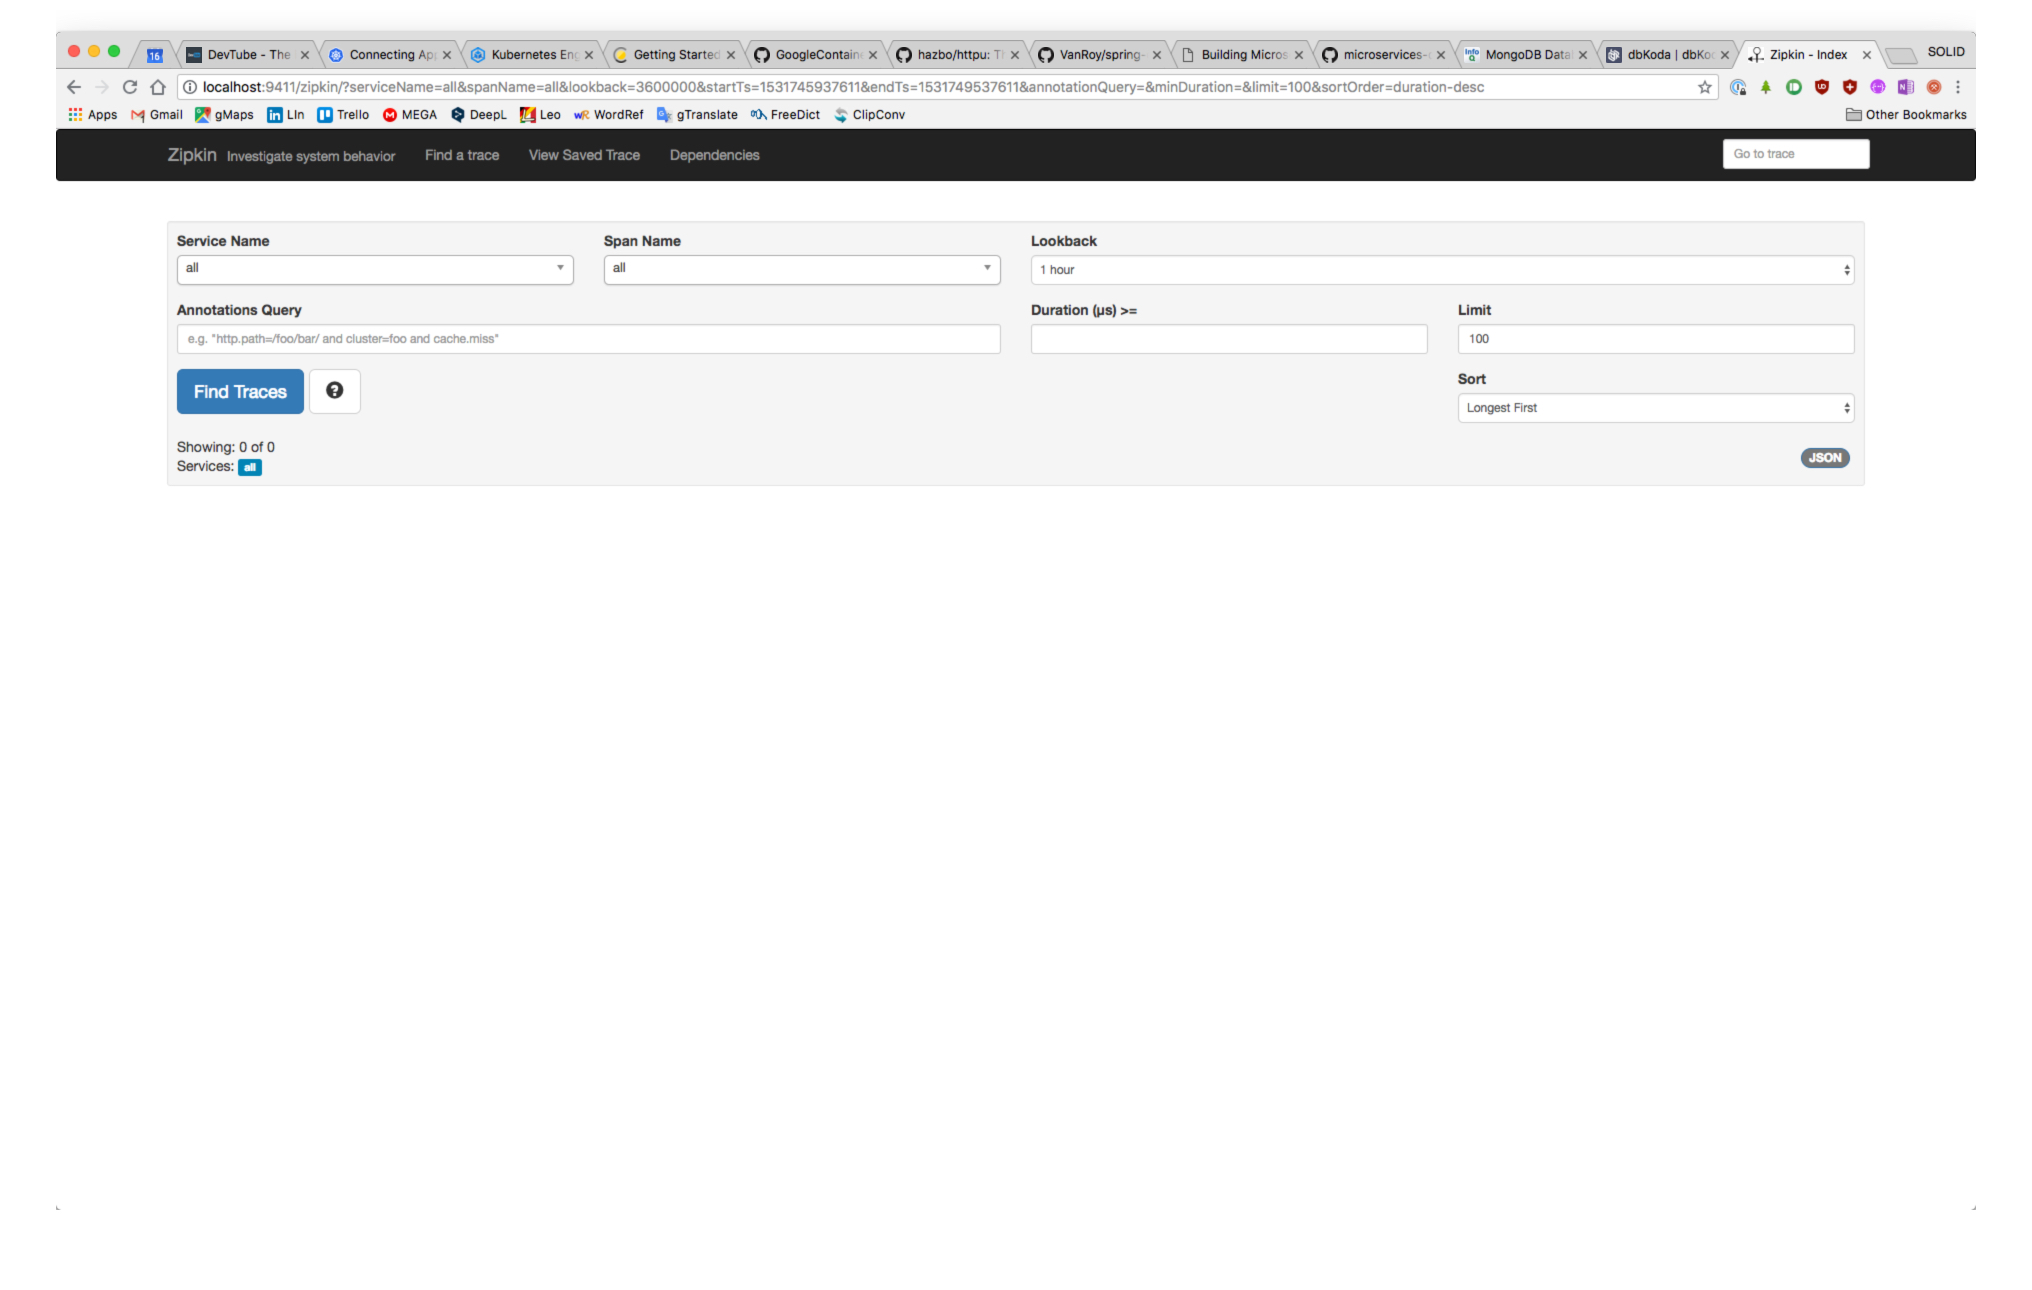 16 DevTube - The Connecting Ap Kubernetes Eng Getting Started GoogleContaine hazbo/httpu: Th VanRoy/spring- Building Micros microservices- MongoDB Data dbKoda | dbKo Zipkin - Index SOLID
localhost:9411/zipkin/?serviceName=all&spanName=all&lookback=3600000&startTs=1531745937611&endTs=1531749537611&annotationQuery=&minDuration=&limit=100&sortOrder=duration-desc
Apps Gmail gMaps LIn Trello MEGA DeepL Leo WordRef gTranslate FreeDict ClipConv Other Bookmarks
Zipkin Investigate system behavior Find a trace View Saved Trace Dependencies Go to trace
Service Name Span Name Lookback
all all 1 hour
Annotations Query Duration (µs) >= Limit
e.g. "http.path=/foo/bar/ and cluster=foo and cache.miss" 100
Find Traces Sort
Longest First
Showing: 0 of 0
Services: all JSON